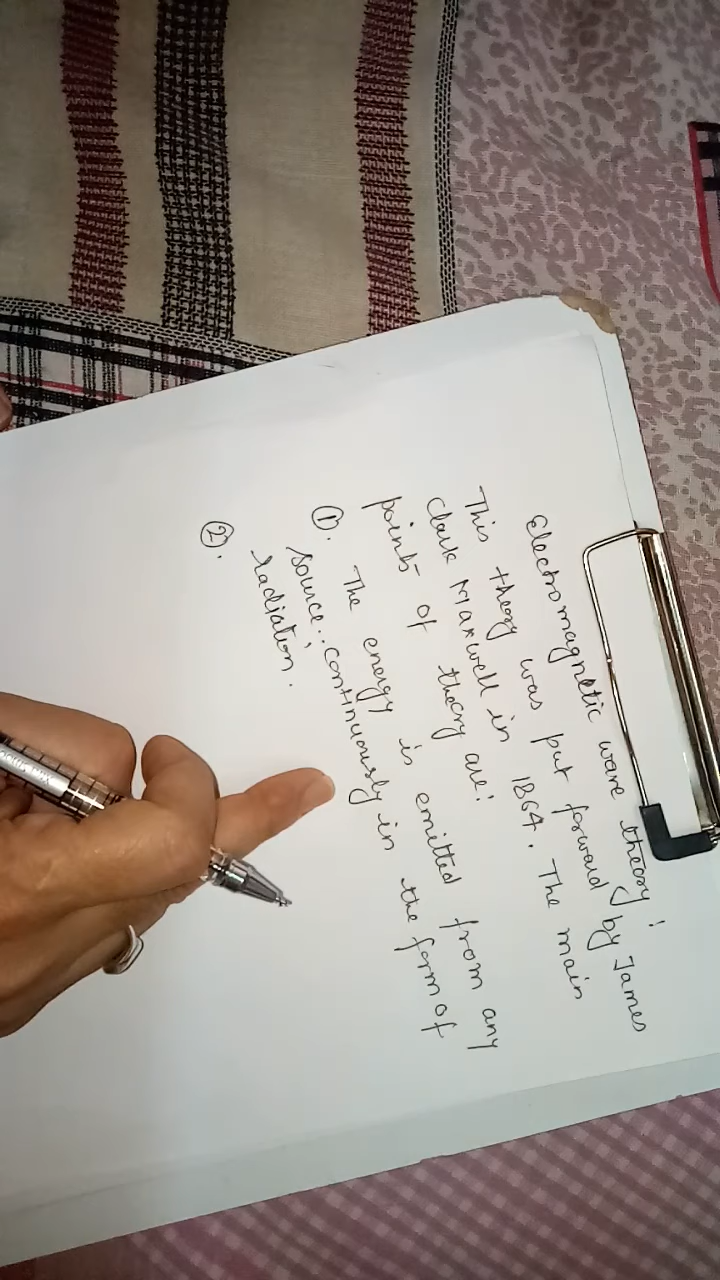 Electromagnetic wave theory:
This theory was put forward by James
Clark Maxwell in 1864. The main
points of theory are:
①. The energy is emitted from any
source.. continuously in the form of
radiation.
②.